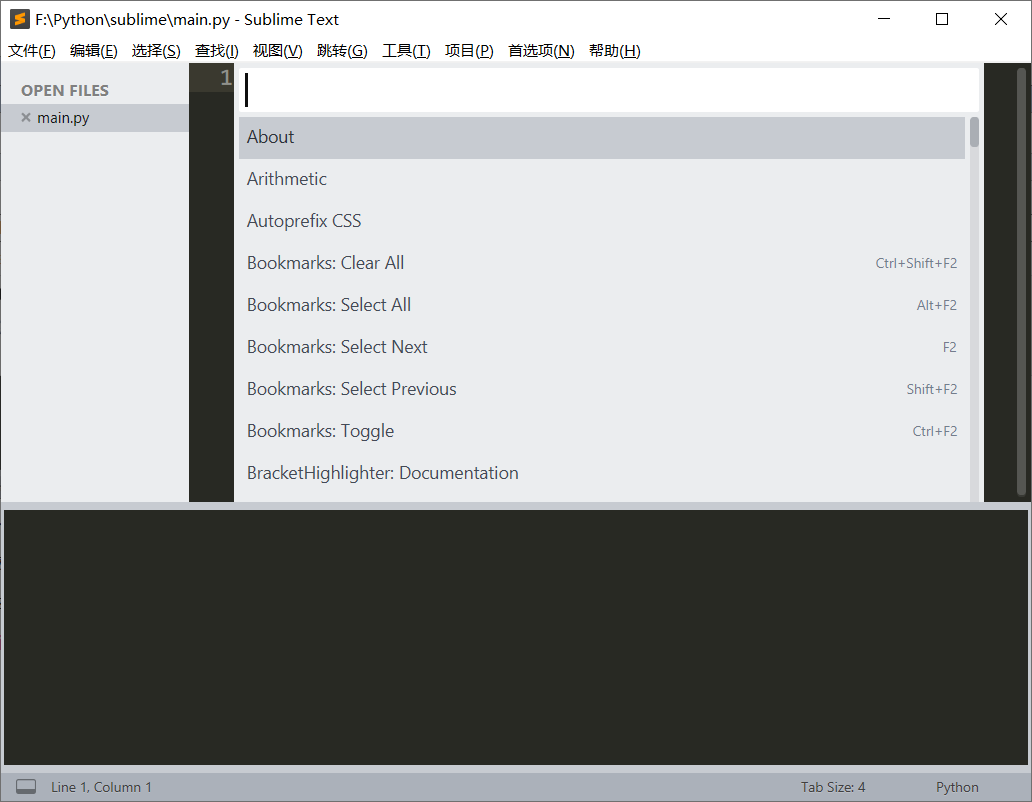 F:\Python\sublime\main.py - Sublime Text
文件(F) 编辑(E) 选择(S) 查找(I) 视图(V) 跳转(G) 工具(T) 项目(P) 首选项(N) 帮助(H)
OPEN FILES
main.py
1
About
Arithmetic
Autoprefix CSS
Bookmarks: Clear All Ctrl+Shift+F2
Bookmarks: Select All Alt+F2
Bookmarks: Select Next F2
Bookmarks: Select Previous Shift+F2
Bookmarks: Toggle Ctrl+F2
BracketHighlighter: Documentation
Line 1, Column 1 Tab Size: 4 Python